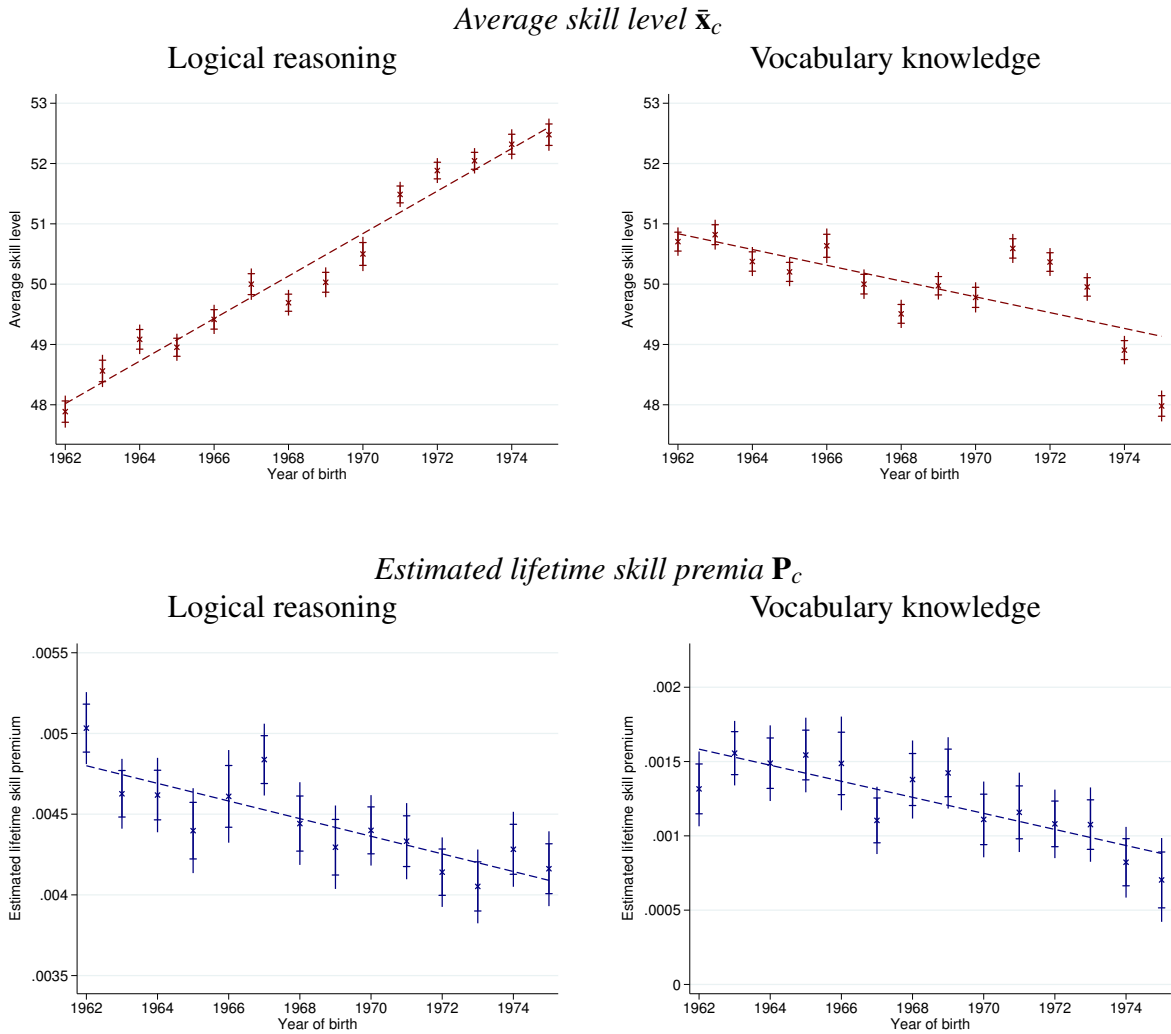 Average skill level x̄c
Logical reasoning
Vocabulary knowledge
53
52
51
50
49
48
Average skill level
1962 1964 1966 1968 1970 1972 1974
Year of birth
53
52
51
50
49
48
Average skill level
1962 1964 1966 1968 1970 1972 1974
Year of birth
Estimated lifetime skill premia Pc
Logical reasoning
Vocabulary knowledge
.0055
.005
.0045
.004
.0035
Estimated lifetime skill premium
1962 1964 1966 1968 1970 1972 1974
Year of birth
.002
.0015
.001
.0005
0
Estimated lifetime skill premium
1962 1964 1966 1968 1970 1972 1974
Year of birth